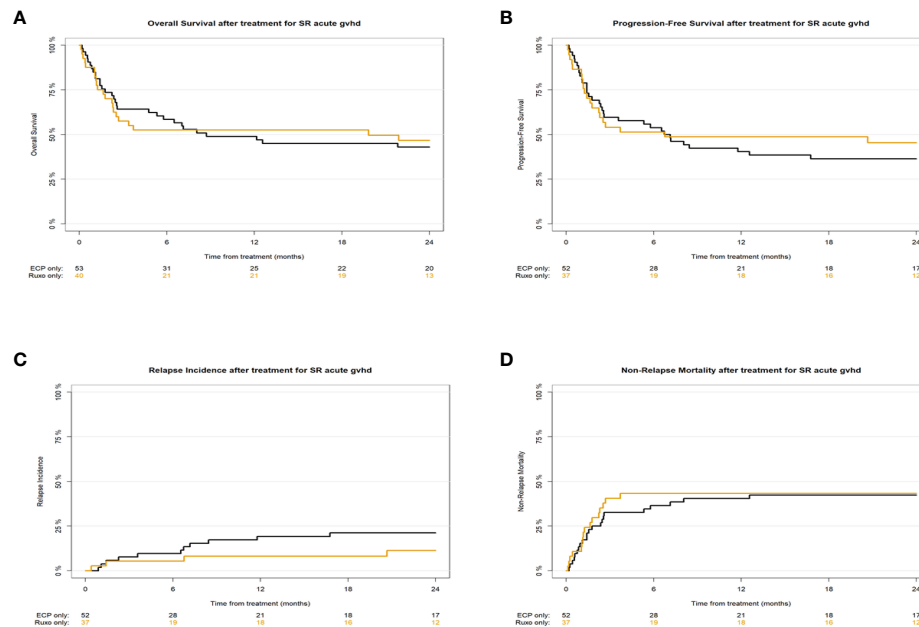 A
Overall Survival after treatment for SR acute gvhd
100 %
75 %
50 %
25 %
0 %
Overall Survival
0 6 12 18 24
Time from treatment (months)
ECP only: 53 31 25 22 20
Ruxo only: 40 21 21 19 13
B
Progression-Free Survival after treatment for SR acute gvhd
100 %
75 %
50 %
25 %
0 %
Progression-Free Survival
0 6 12 18 24
Time from treatment (months)
ECP only: 52 28 21 18 17
Ruxo only: 37 19 18 16 12
C
Relapse Incidence after treatment for SR acute gvhd
100 %
75 %
50 %
25 %
0 %
Relapse Incidence
0 6 12 18 24
Time from treatment (months)
ECP only: 52 28 21 18 17
Ruxo only: 37 19 18 16 12
D
Non-Relapse Mortality after treatment for SR acute gvhd
100 %
75 %
50 %
25 %
0 %
Non-Relapse Mortality
0 6 12 18 24
Time from treatment (months)
ECP only: 52 28 21 18 17
Ruxo only: 37 19 18 16 12